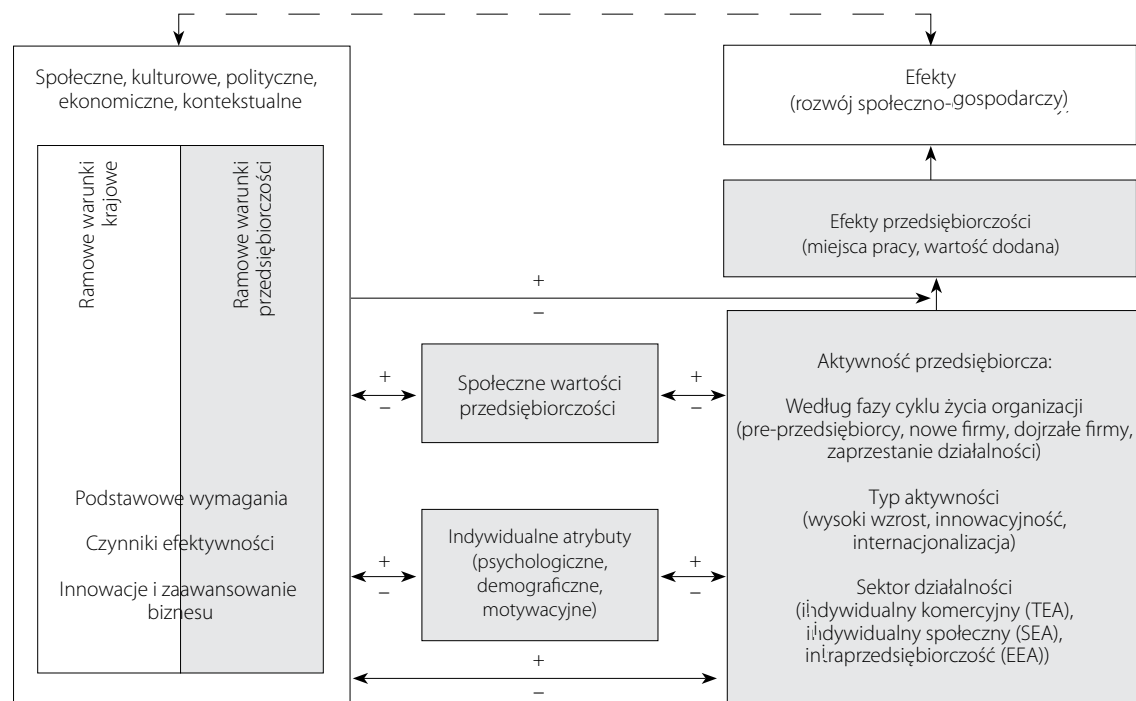 Społeczne, kulturowe, polityczne,
ekonomiczne, kontekstualne
Ramowe warunki
krajowe
Ramowe warunki
przedsiębiorczości
Podstawowe wymagania
Czynniki efektywności
Innowacje i zaawansowanie
biznesu
+
–
+
–
Społeczne wartości
przedsiębiorczości
+
–
+
–
Indywidualne atrybuty
(psychologiczne,
demograficzne,
motywacyjne)
+
–
+
–
Efekty
(rozwój społeczno-gospodarczy)
Efekty przedsiębiorczości
(miejsca pracy, wartość dodana)
Aktywność przedsiębiorcza:
Według fazy cyklu życia organizacji
(pre-przedsiębiorcy, nowe firmy, dojrzałe firmy,
zaprzestanie działalności)
Typ aktywności
(wysoki wzrost, innowacyjność,
internacjonalizacja)
Sektor działalności
(indywidualny komercyjny (TEA),
indywidualny społeczny (SEA),
intraprzedsiębiorczość (EEA))